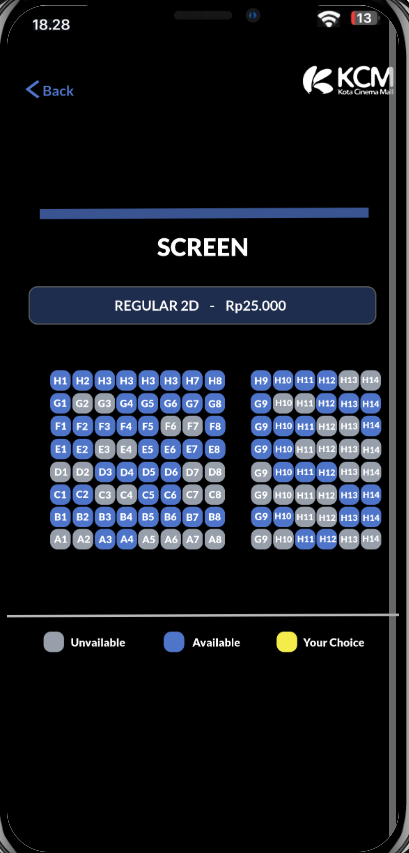 18.28
13
Back
KCM
Kota Cinema Mall
SCREEN
REGULAR 2D - Rp25.000
H1 H2 H3 H3 H3 H3 H7 H8 H9 H10 H11 H12 H13 H14
G1 G2 G3 G4 G5 G6 G7 G8 G9 H10 H11 H12 H13 H14
F1 F2 F3 F4 F5 F6 F7 F8 G9 H10 H11 H12 H13 H14
E1 E2 E3 E4 E5 E6 E7 E8 G9 H10 H11 H12 H13 H14
D1 D2 D3 D4 D5 D6 D7 D8 G9 H10 H11 H12 H13 H14
C1 C2 C3 C4 C5 C6 C7 C8 G9 H10 H11 H12 H13 H14
B1 B2 B3 B4 B5 B6 B7 B8 G9 H10 H11 H12 H13 H14
A1 A2 A3 A4 A5 A6 A7 A8 G9 H10 H11 H12 H13 H14
Unvailable Available Your Choice